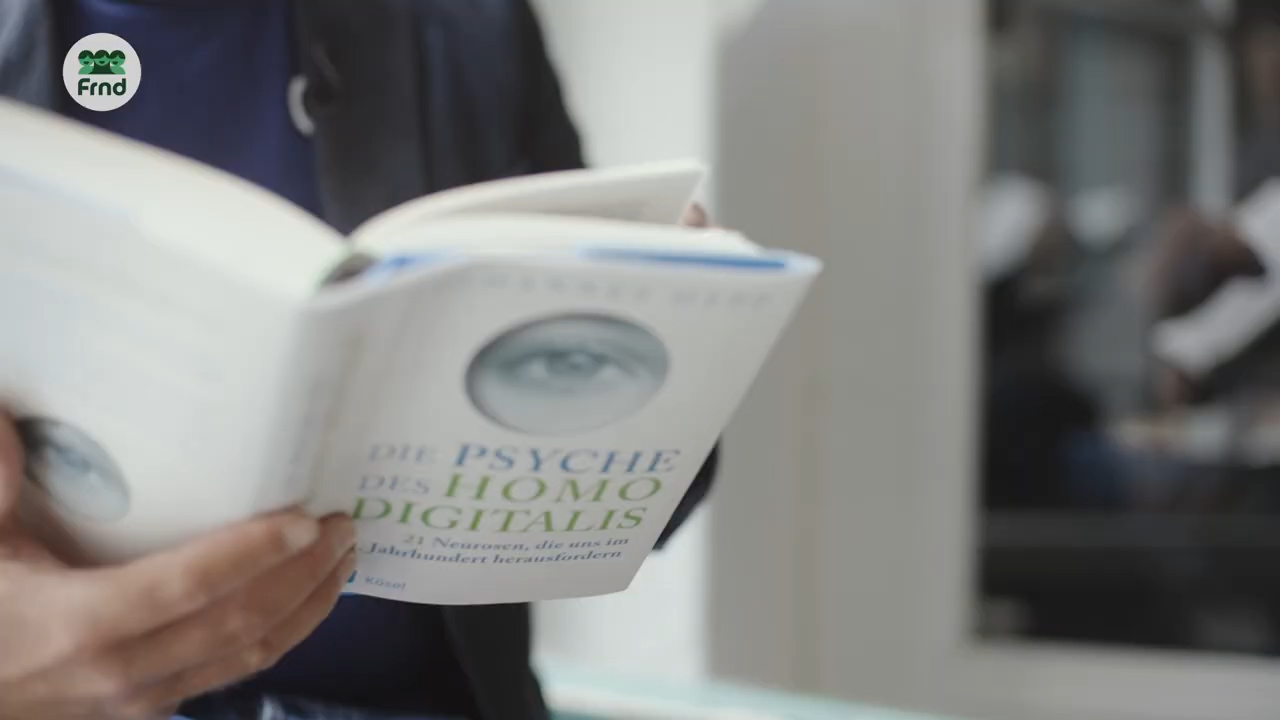 Frnd
DIE PSYCHE
DES HOMO
DIGITALIS
21 Neurosen, die uns im
Jahrhundert herausfordern
Kösel